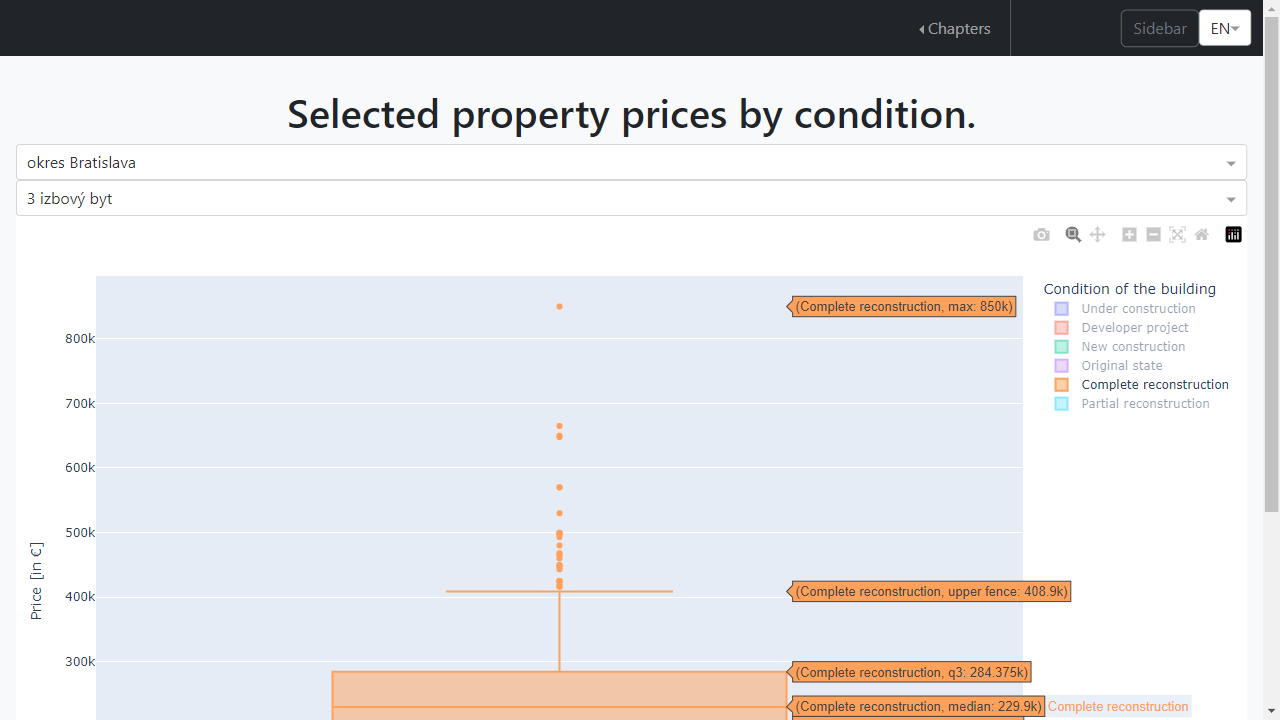 Chapters
Sidebar
EN
Selected property prices by condition.
okres Bratislava
3 izbový byt
Condition of the building
Under construction
Developer project
New construction
Original state
Complete reconstruction
Partial reconstruction
(Complete reconstruction, max: 850k)
800k
700k
600k
500k
400k
300k
Price [in €]
(Complete reconstruction, upper fence: 408.9k)
(Complete reconstruction, q3: 284.375k)
(Complete reconstruction, median: 229.9k)
Complete reconstruction